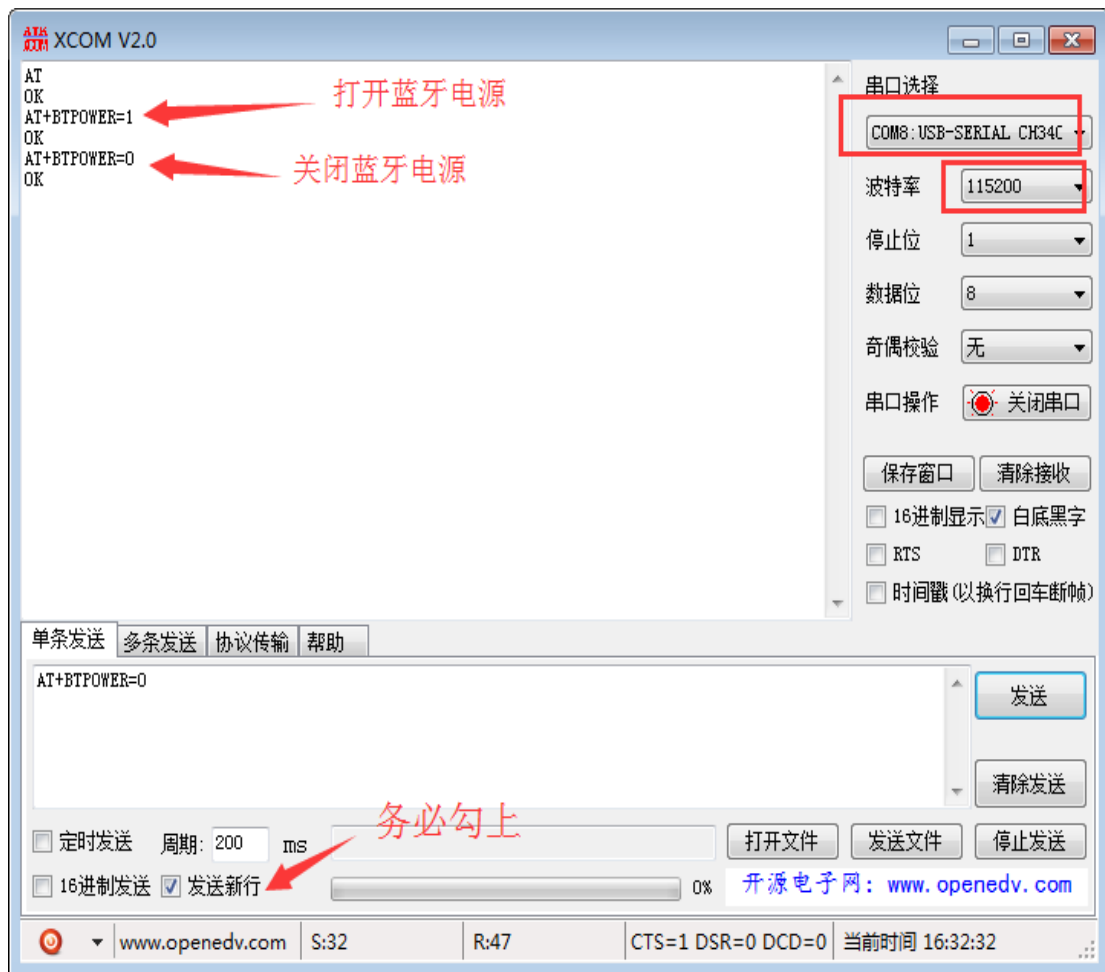 ATK
COM XCOM V2.0
AT
OK
AT+BTPOWER=1
OK
AT+BTPOWER=0
OK
打开蓝牙电源
关闭蓝牙电源
串口选择
COM8:USB-SERIAL CH34C
波特率 115200
停止位 1
数据位 8
奇偶校验 无
串口操作 关闭串口
保存窗口 清除接收
16进制显示 白底黑字
RTS DTR
时间戳(以换行回车断帧)
单条发送 多条发送 协议传输 帮助
AT+BTPOWER=0
发送
清除发送
务必勾上
定时发送 周期: 200 ms 打开文件 发送文件 停止发送
16进制发送 发送新行 0% 开源电子网: www.openedv.com
www.openedv.com S:32 R:47 CTS=1 DSR=0 DCD=0 当前时间 16:32:32